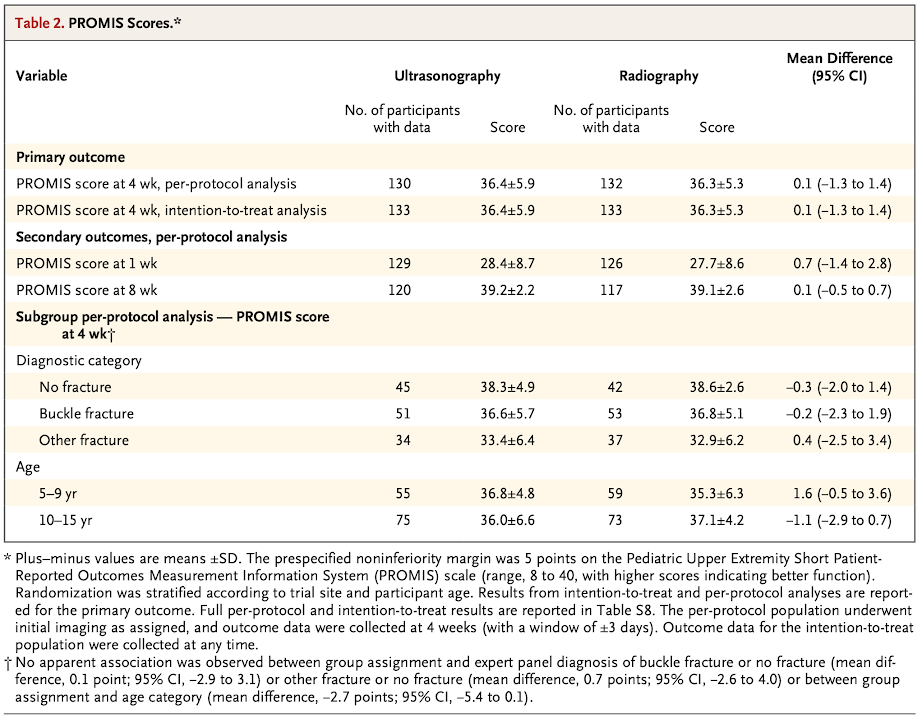 Table 2. PROMIS Scores.*
Variable Ultrasonography Radiography Mean Difference (95% CI)
No. of participants with data Score No. of participants with data Score
Primary outcome
PROMIS score at 4 wk, per-protocol analysis 130 36.4±5.9 132 36.3±5.3 0.1 (–1.3 to 1.4)
PROMIS score at 4 wk, intention-to-treat analysis 133 36.4±5.9 133 36.3±5.3 0.1 (–1.3 to 1.4)
Secondary outcomes, per-protocol analysis
PROMIS score at 1 wk 129 28.4±8.7 126 27.7±8.6 0.7 (–1.4 to 2.8)
PROMIS score at 8 wk 120 39.2±2.2 117 39.1±2.6 0.1 (–0.5 to 0.7)
Subgroup per-protocol analysis — PROMIS score
at 4 wk†
Diagnostic category
No fracture 45 38.3±4.9 42 38.6±2.6 –0.3 (–2.0 to 1.4)
Buckle fracture 51 36.6±5.7 53 36.8±5.1 –0.2 (–2.3 to 1.9)
Other fracture 34 33.4±6.4 37 32.9±6.2 0.4 (–2.5 to 3.4)
Age
5–9 yr 55 36.8±4.8 59 35.3±6.3 1.6 (–0.5 to 3.6)
10–15 yr 75 36.0±6.6 73 37.1±4.2 –1.1 (–2.9 to 0.7)
* Plus–minus values are means ±SD. The prespecified noninferiority margin was 5 points on the Pediatric Upper Extremity Short Patient-
Reported Outcomes Measurement Information System (PROMIS) scale (range, 8 to 40, with higher scores indicating better function).
Randomization was stratified according to trial site and participant age. Results from intention-to-treat and per-protocol analyses are report-
ed for the primary outcome. Full per-protocol and intention-to-treat results are reported in Table S8. The per-protocol population underwent
initial imaging as assigned, and outcome data were collected at 4 weeks (with a window of ±3 days). Outcome data for the intention-to-treat
population were collected at any time.
† No apparent association was observed between group assignment and expert panel diagnosis of buckle fracture or no fracture (mean dif-
ference, 0.1 point; 95% CI, –2.9 to 3.1) or other fracture or no fracture (mean difference, 0.7 points; 95% CI, –2.6 to 4.0) or between group
assignment and age category (mean difference, –2.7 points; 95% CI, –5.4 to 0.1).